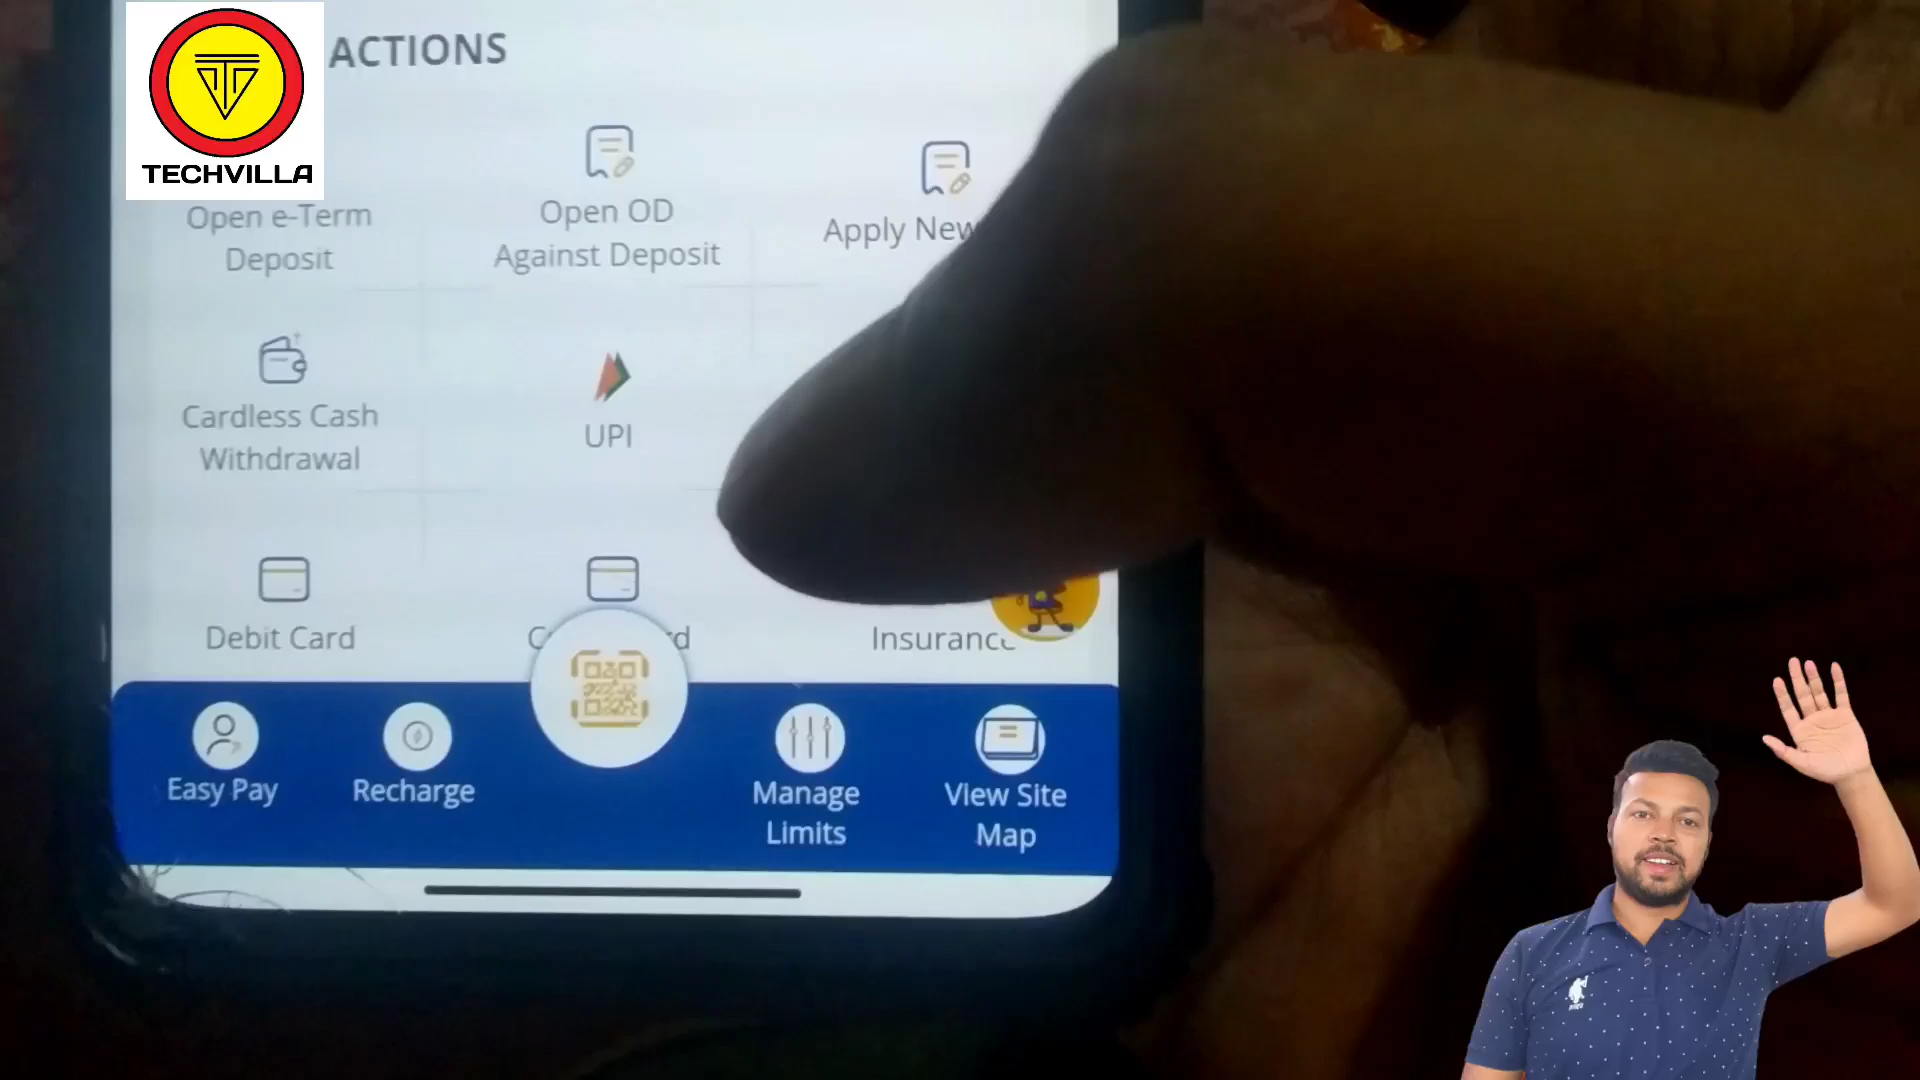 TECHVILLA
ACTIONS
Open e-Term
Deposit
Open OD
Against Deposit
Apply New
Cardless Cash
Withdrawal
UPI
Debit Card
Insurance
Easy Pay
Recharge
Manage
Limits
View Site
Map